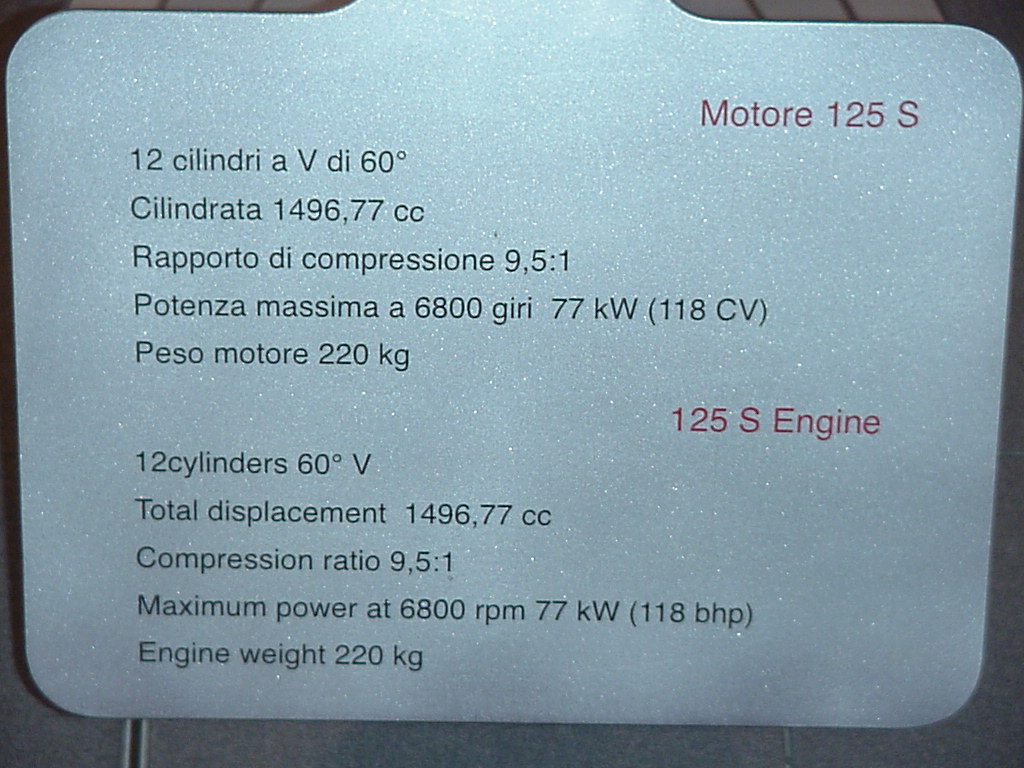 Motore 125 S
12 cilindri a V di 60°
Cilindrata 1496,77 cc
Rapporto di compressione 9,5:1
Potenza massima a 6800 giri  77 kW (118 CV)
Peso motore 220 kg
125 S Engine
12cylinders 60° V
Total displacement  1496,77 cc
Compression ratio 9,5:1
Maximum power at 6800 rpm 77 kW (118 bhp)
Engine weight 220 kg